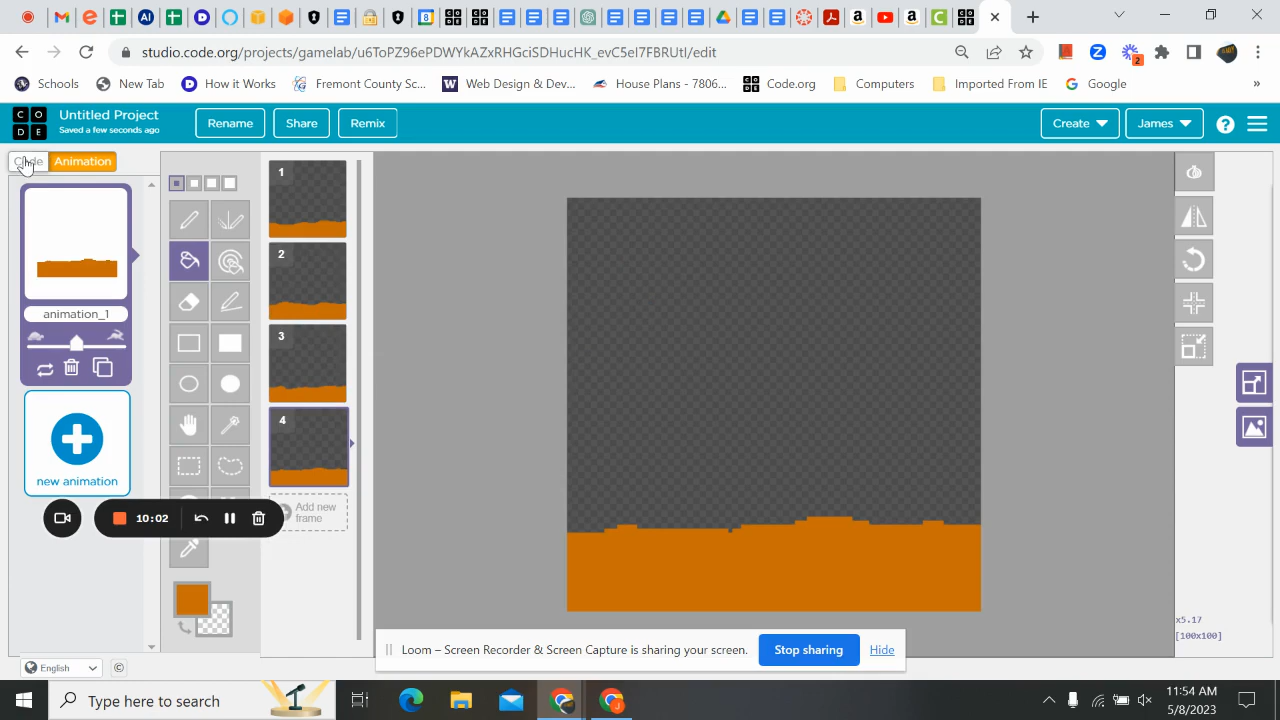 studio.code.org/projects/gamelab/u6ToPZ96ePDWYkAZxRHGciSDHucHK_evC5el7FBRUtI/edit
2
Schools
New Tab
How it Works
Fremont County Sc...
Web Design & Dev...
House Plans - 7806...
Code.org
Computers
Imported From IE
Google
»
C O
D E
Untitled Project
Saved a few seconds ago
Rename
Share
Remix
Create
James
?
Code
Animation
1
2
3
4
animation_1
new animation
Add new
frame
10:02
x5.17
[100x100]
English
©
Loom – Screen Recorder & Screen Capture is sharing your screen.
Stop sharing
Hide
Type here to search
11:54 AM
5/8/2023